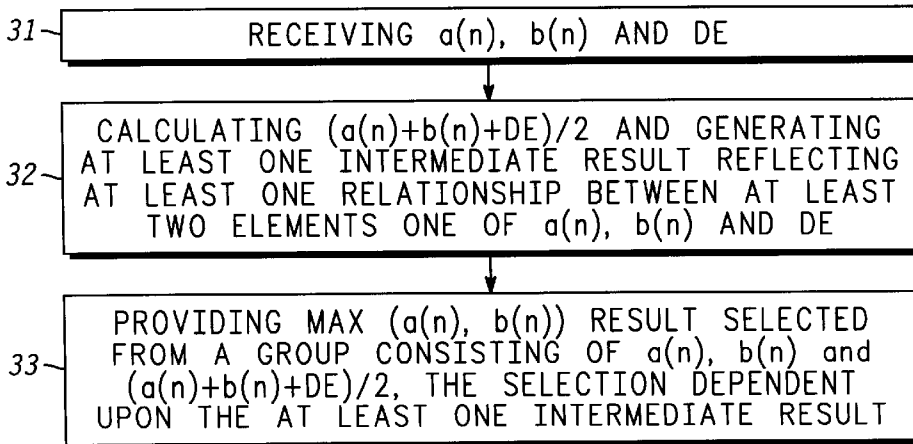 31
RECEIVING a(n), b(n) AND DE
32
CALCULATING (a(n)+b(n)+DE)/2 AND GENERATING
AT LEAST ONE INTERMEDIATE RESULT REFLECTING
AT LEAST ONE RELATIONSHIP BETWEEN AT LEAST
TWO ELEMENTS ONE OF a(n), b(n) AND DE
33
PROVIDING MAX (a(n), b(n)) RESULT SELECTED
FROM A GROUP CONSISTING OF a(n), b(n) and
(a(n)+b(n)+DE)/2, THE SELECTION DEPENDENT
UPON THE AT LEAST ONE INTERMEDIATE RESULT